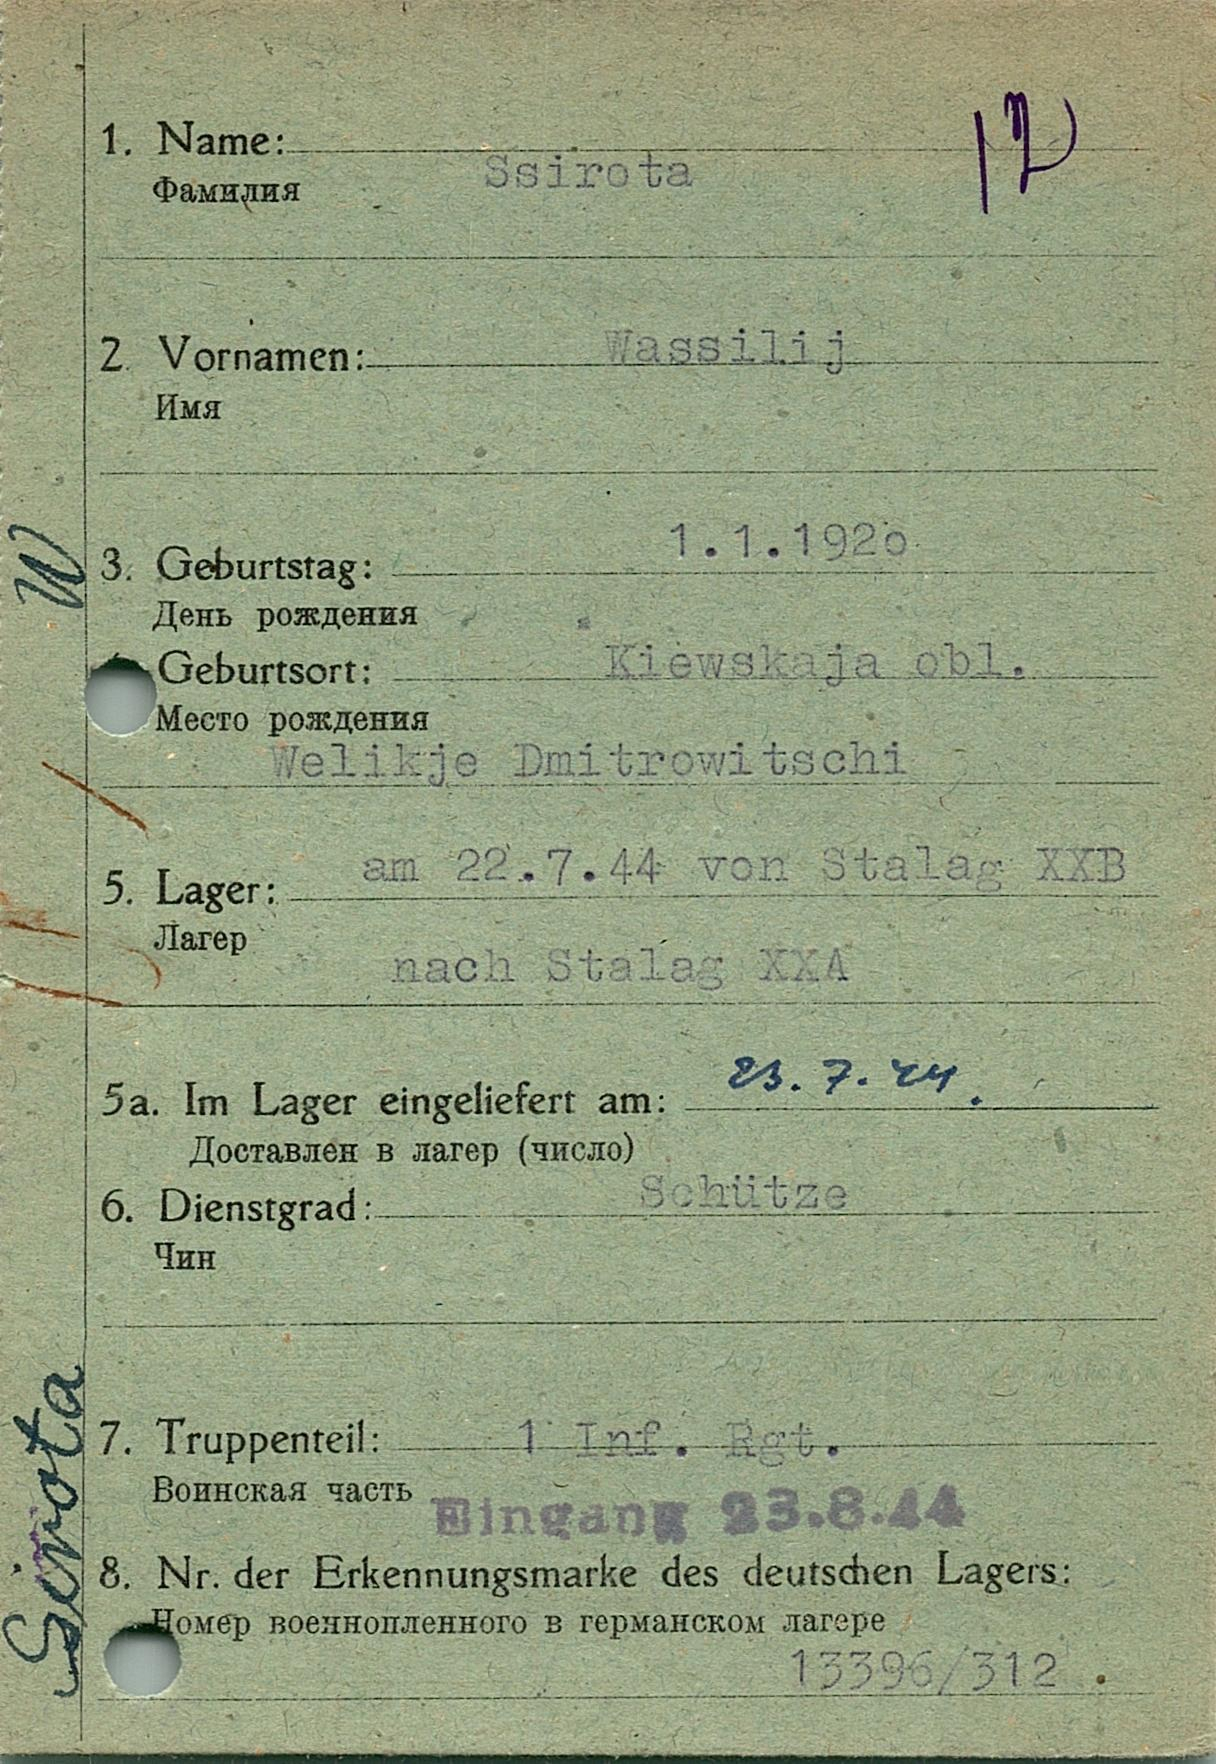 1. Name:
Ssirota
Фамилия
2. Vornamen: Wassilij
Имя
W
1.1.1920
3. Geburtstag:
День рождения
Geburtsort: Kiewskaja obl.
Место рождения
Welikje Dmitrowitschi
am 22.7.44 von Stalag XXB
5. Lager:
Лагер
nach Stalag XXA
5a. Im Lager eingeliefert am: 23.7.44.
Доставлен в лагер (число)
6. Dienstgrad: Schütze
Чин
7. Truppenteil: 1 Inf. Rgt.
Воинская часть
Eingang 23.8.44
8. Nr. der Erkennungsmarke des deutschen Lagers:
Номер военнопленного в германском лагере
13396/312.
Sirota